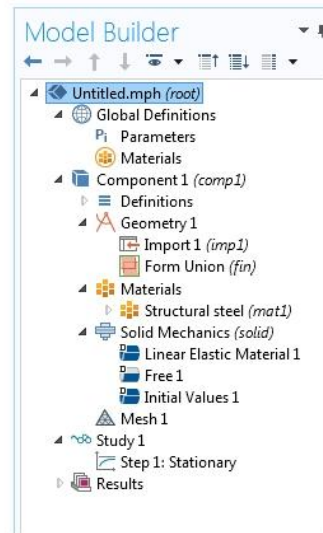 Model Builder
Untitled.mph (root)
Global Definitions
Pi Parameters
Materials
Component 1 (comp1)
Definitions
Geometry 1
Import 1 (imp1)
Form Union (fin)
Materials
Structural steel (mat1)
Solid Mechanics (solid)
Linear Elastic Material 1
Free 1
Initial Values 1
Mesh 1
Study 1
Step 1: Stationary
Results